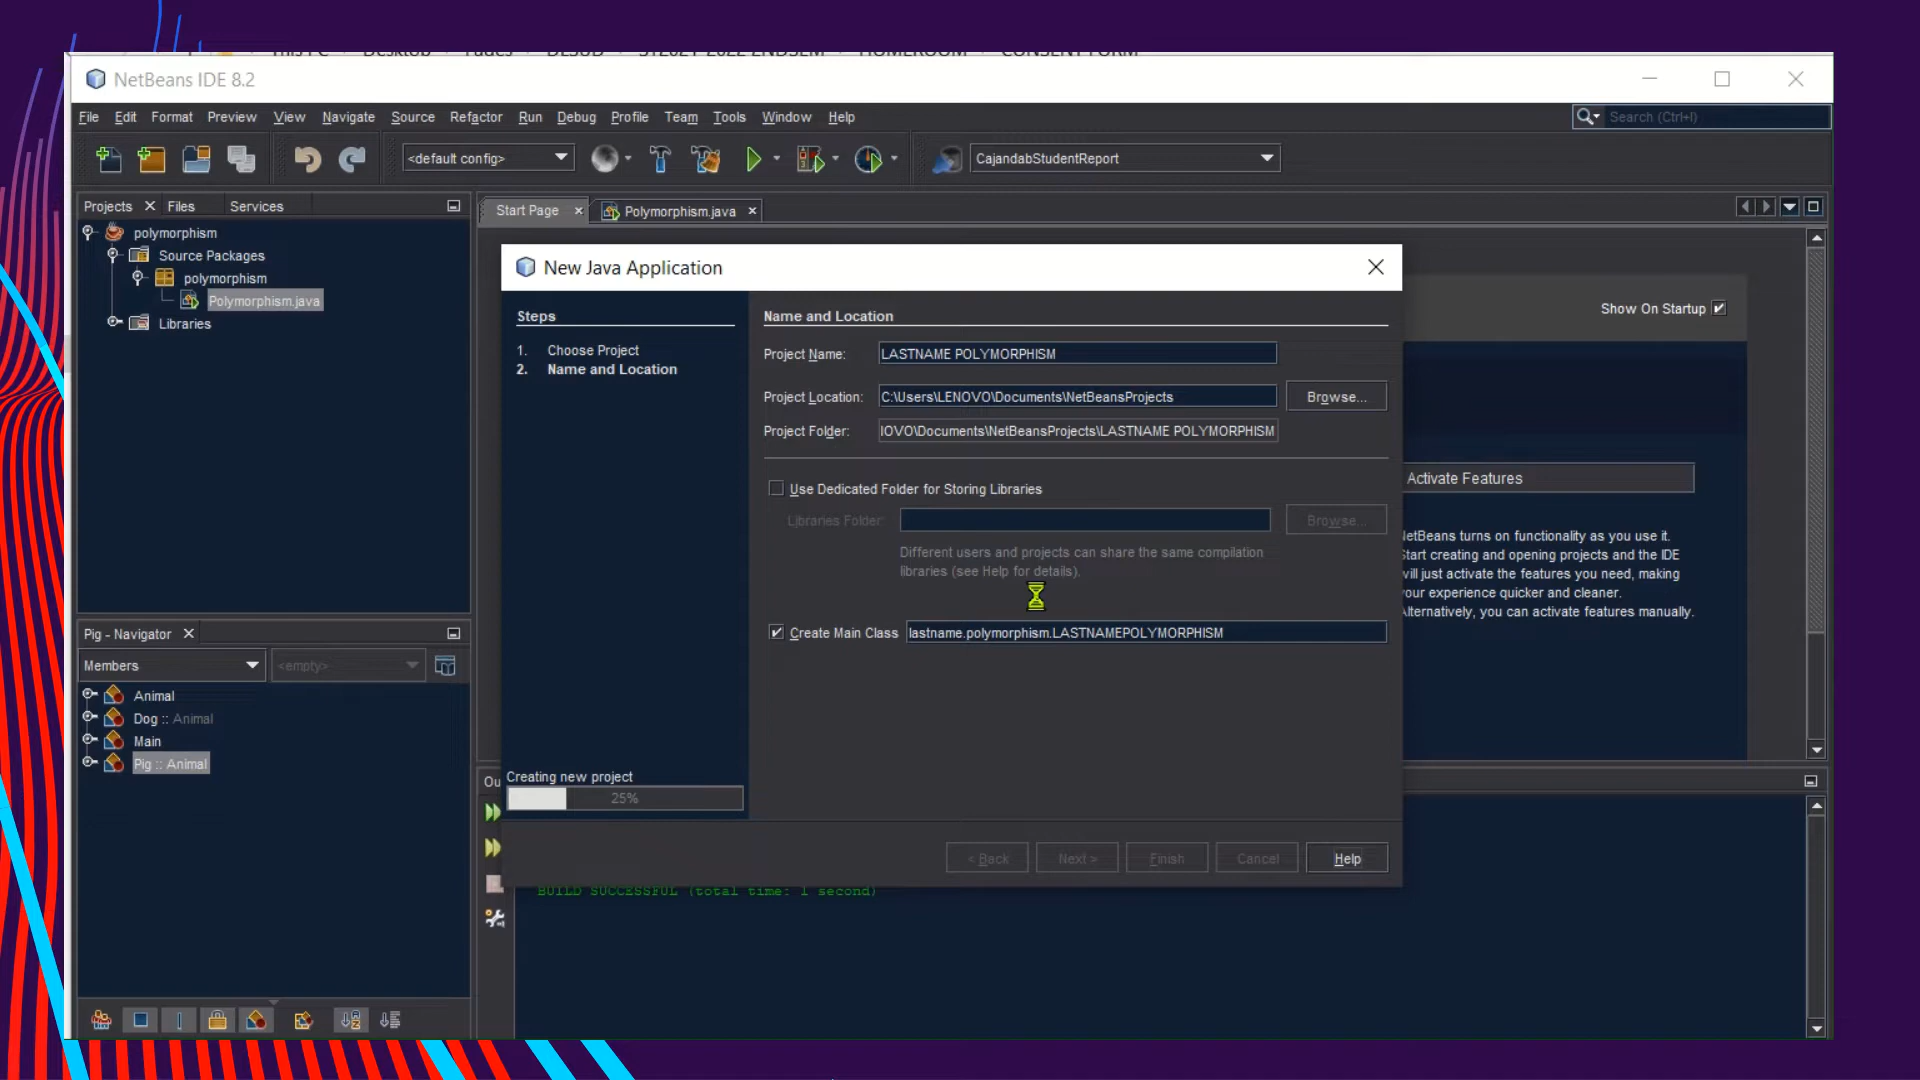 NetBeans IDE 8.2
File Edit Format Preview View Navigate Source Refactor Run Debug Profile Team Tools Window Help
Search (Ctrl+I)
<default config>
CajandabStudentReport
Projects Files Services
Start Page
Polymorphism.java
polymorphism
Source Packages
polymorphism
Polymorphism.java
Libraries
New Java Application
Show On Startup
Steps
1. Choose Project
2. Name and Location
Name and Location
Project Name: LASTNAME POLYMORPHISM
Project Location: C:\Users\LENOVO\Documents\NetBeansProjects Browse...
Project Folder: IOVO\Documents\NetBeansProjects\LASTNAME POLYMORPHISM
Use Dedicated Folder for Storing Libraries
Libraries Folder: Browse...
Different users and projects can share the same compilation
libraries (see Help for details).
Create Main Class lastname.polymorphism.LASTNAMEPOLYMORPHISM
Activate Features
NetBeans turns on functionality as you use it.
Start creating and opening projects and the IDE
will just activate the features you need, making
your experience quicker and cleaner.
Alternatively, you can activate features manually.
Pig - Navigator
Members
<empty>
Animal
Dog :: Animal
Main
Pig :: Animal
Ou
Creating new project
25%
< Back Next > Finish Cancel Help
BUILD SUCCESSFUL (total time: 1 second)